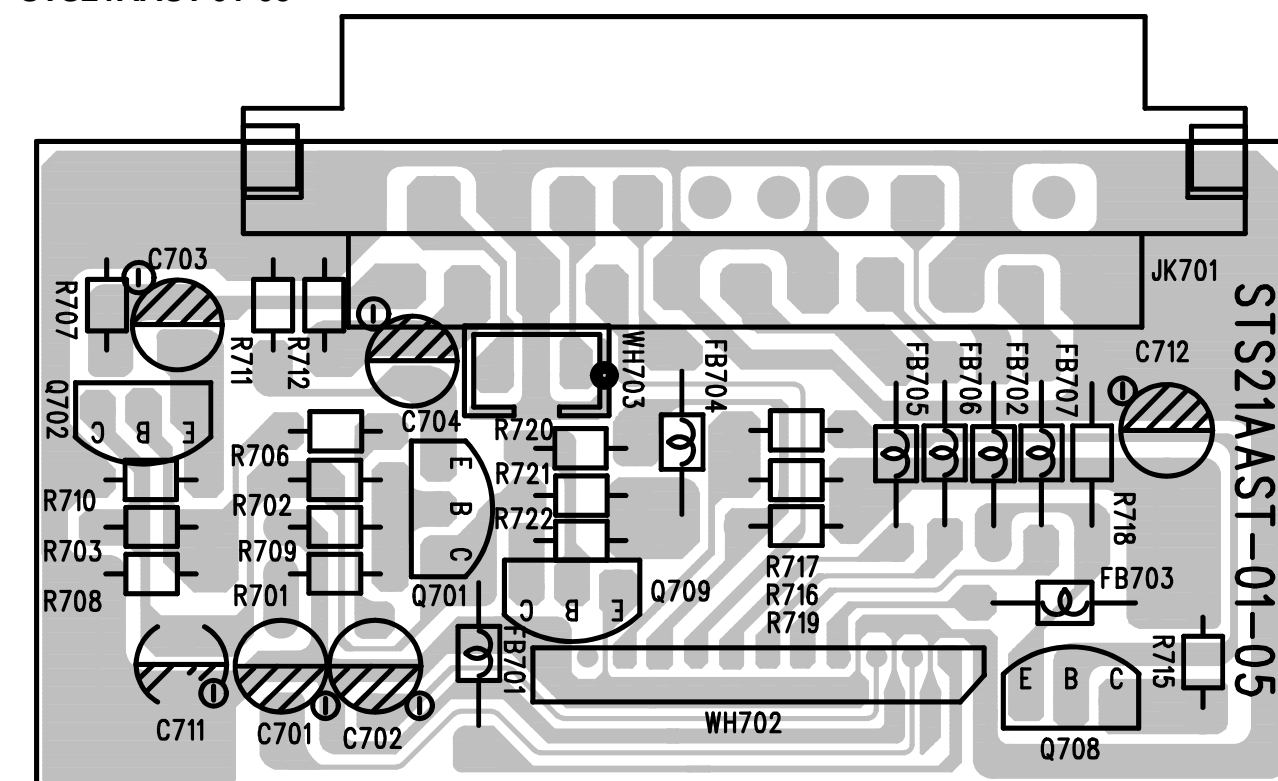 C703
JK701
R707
R711
R712
WH703
FB704
FB705
FB706
FB702
FB707
C712
STS21AAST-01-05
Q702
C B E
C704
R720
R706
E
B
C
R721
R710
R702
R722
R718
R703
R709
R717
FB703
R708
R701
Q701
C B E
Q709
R716
R719
FB701
R715
E B C
C711
C701
C702
WH702
Q708